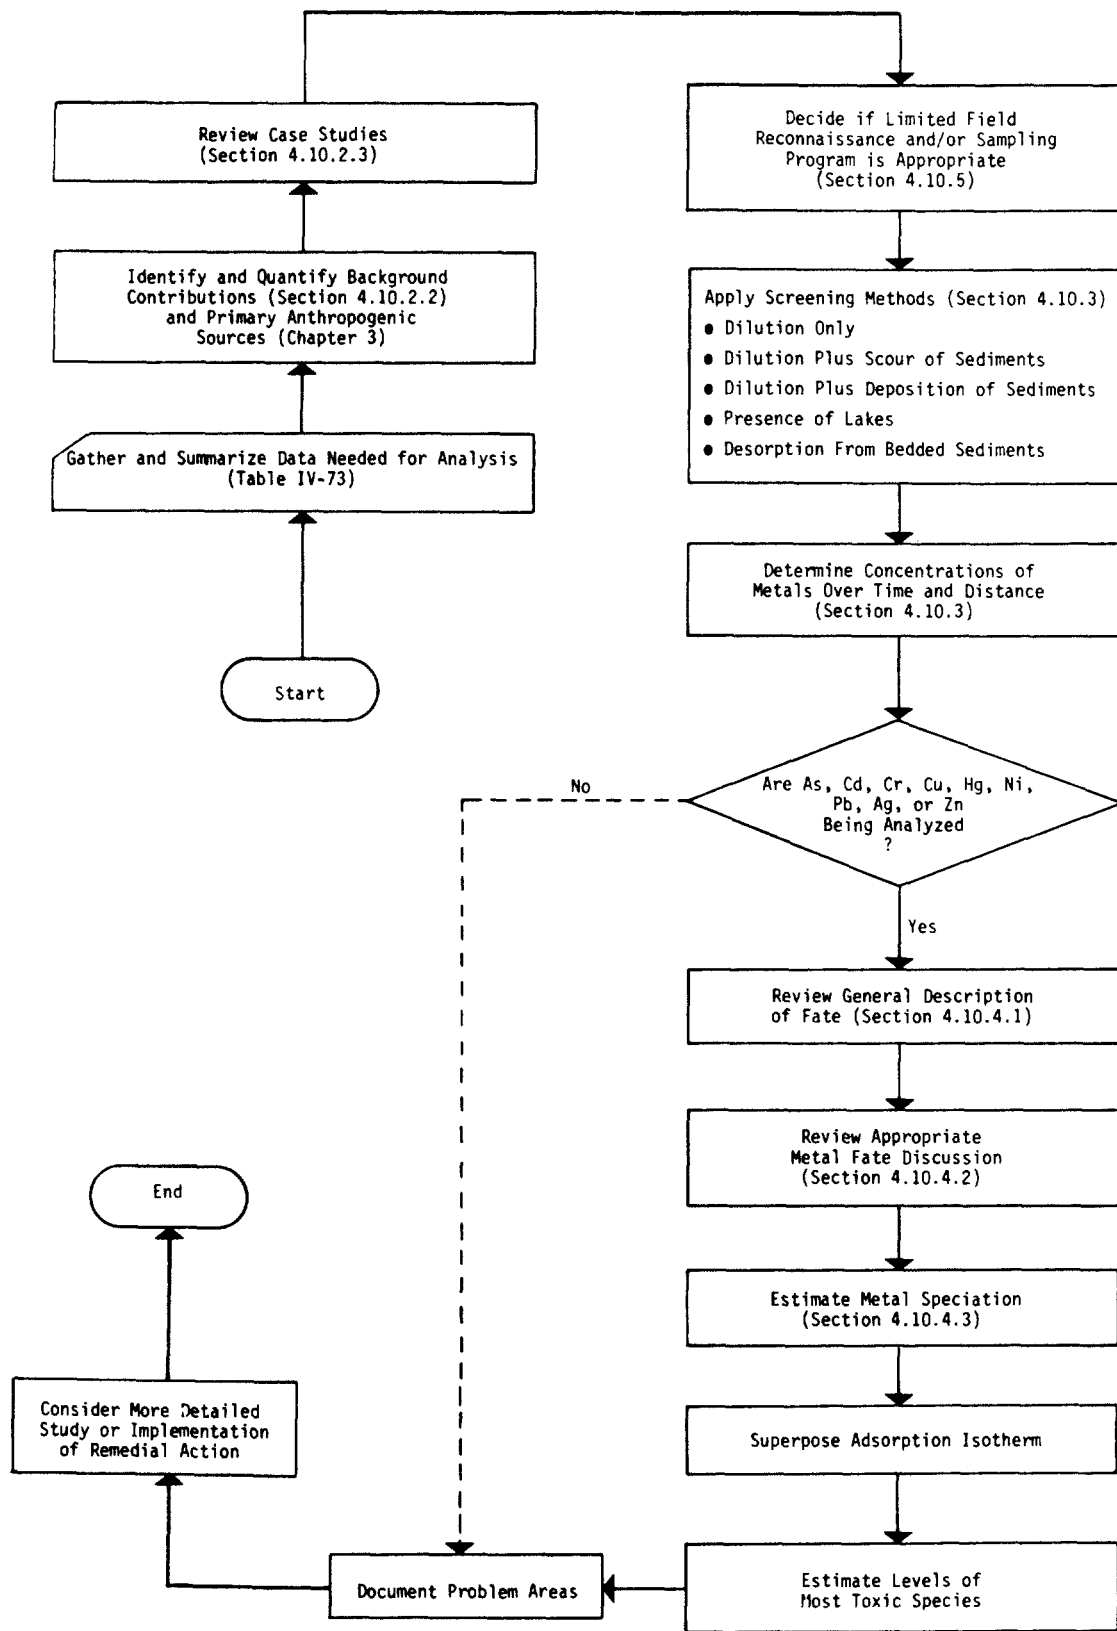 Start
Gather and Summarize Data Needed for Analysis
(Table IV-73)
Identify and Quantify Background
Contributions (Section 4.10.2.2)
and Primary Anthropogenic
Sources (Chapter 3)
Review Case Studies
(Section 4.10.2.3)
Decide if Limited Field
Reconnaissance and/or Sampling
Program is Appropriate
(Section 4.10.5)
Apply Screening Methods (Section 4.10.3)
● Dilution Only
● Dilution Plus Scour of Sediments
● Dilution Plus Deposition of Sediments
● Presence of Lakes
● Desorption From Bedded Sediments
Determine Concentrations of
Metals Over Time and Distance
(Section 4.10.3)
Are As, Cd, Cr, Cu, Hg, Ni,
Pb, Ag, or Zn
Being Analyzed
?
No
Yes
Review General Description
of Fate (Section 4.10.4.1)
Review Appropriate
Metal Fate Discussion
(Section 4.10.4.2)
Estimate Metal Speciation
(Section 4.10.4.3)
Superpose Adsorption Isotherm
Estimate Levels of
Most Toxic Species
Document Problem Areas
Consider More Detailed
Study or Implementation
of Remedial Action
End